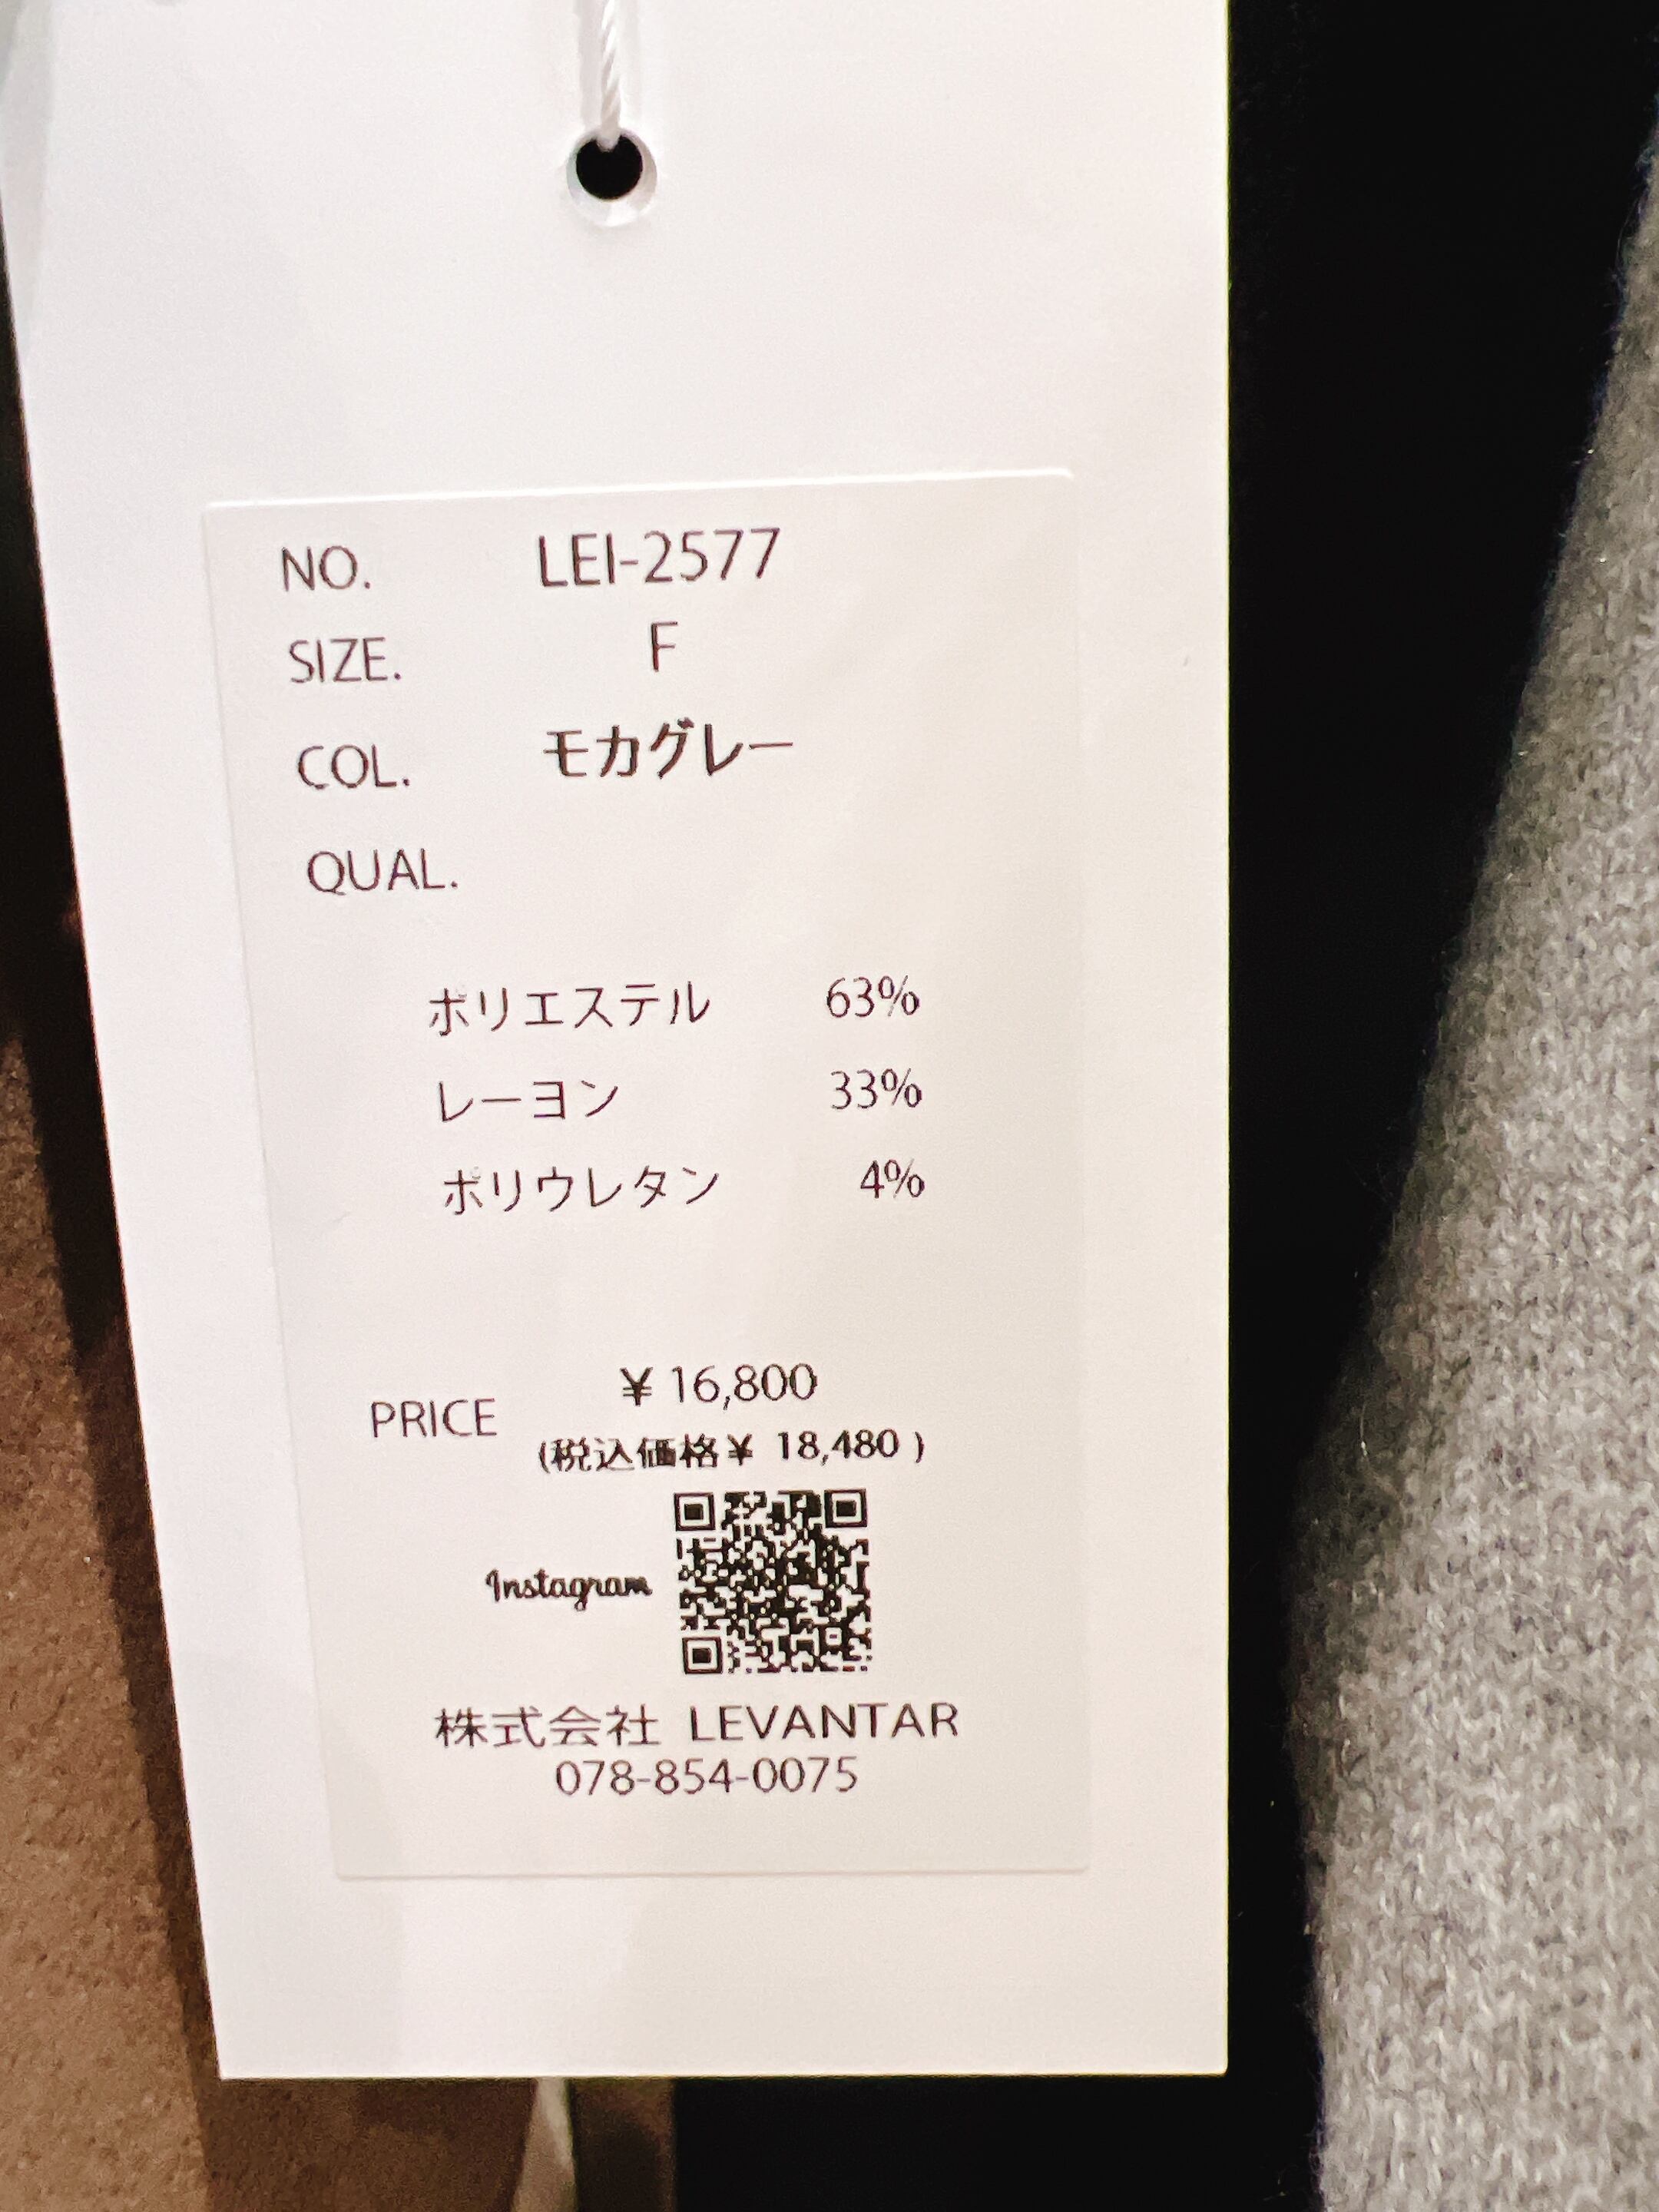 NO. LEI-2577
SIZE. F
COL. モカグレー
QUAL.
ポリエステル 63%
レーヨン 33%
ポリウレタン 4%
¥ 16,800
PRICE
(税込価格¥ 18,480 )
Instagram
株式会社 LEVANTAR
078-854-0075